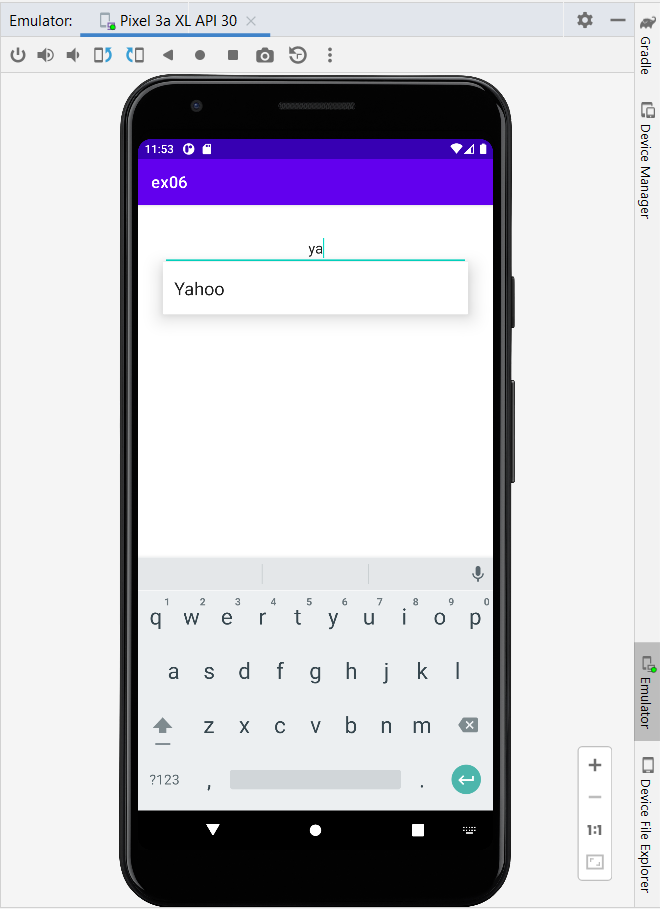 Emulator: Pixel 3a XL API 30
Gradle
Device Manager
11:53
ex06
ya
Yahoo
1 2 3 4 5 6 7 8 9 0
q w e r t y u i o p
a s d f g h j k l
z x c v b n m
?123 , .
Emulator
1:1
Device File Explorer